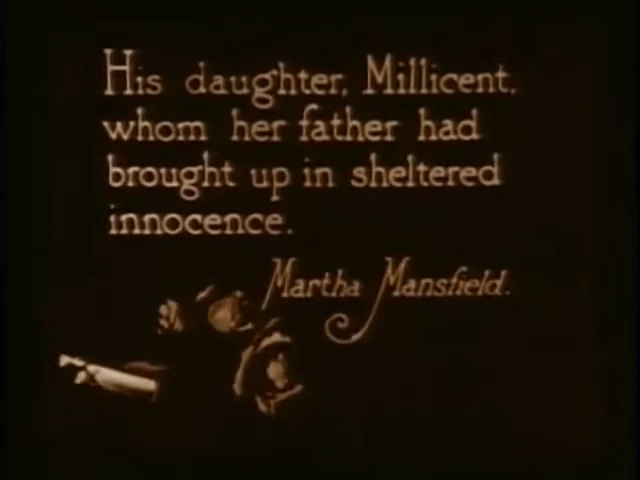 His daughter, Millicent,
whom her father had
brought up in sheltered
innocence.
Martha Mansfield.